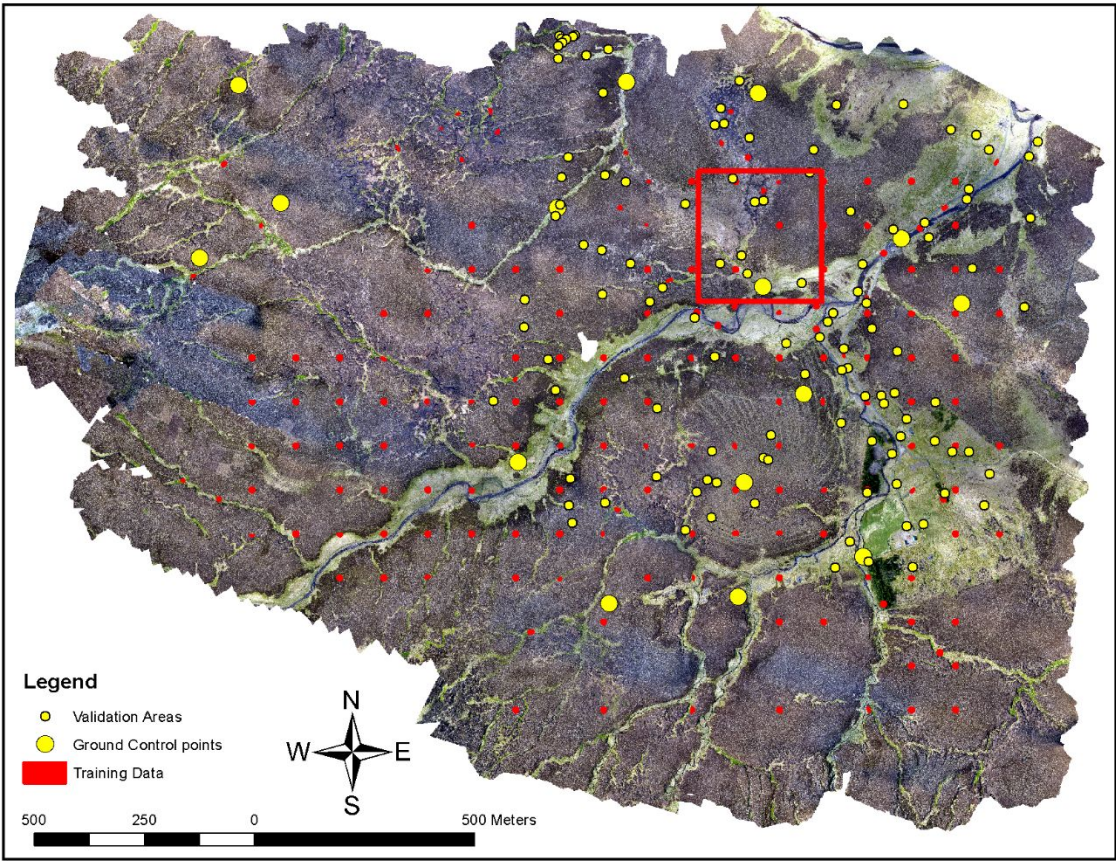 Legend
Validation Areas
Ground Control points
Training Data
N
W E
S
500 250 0 500 Meters